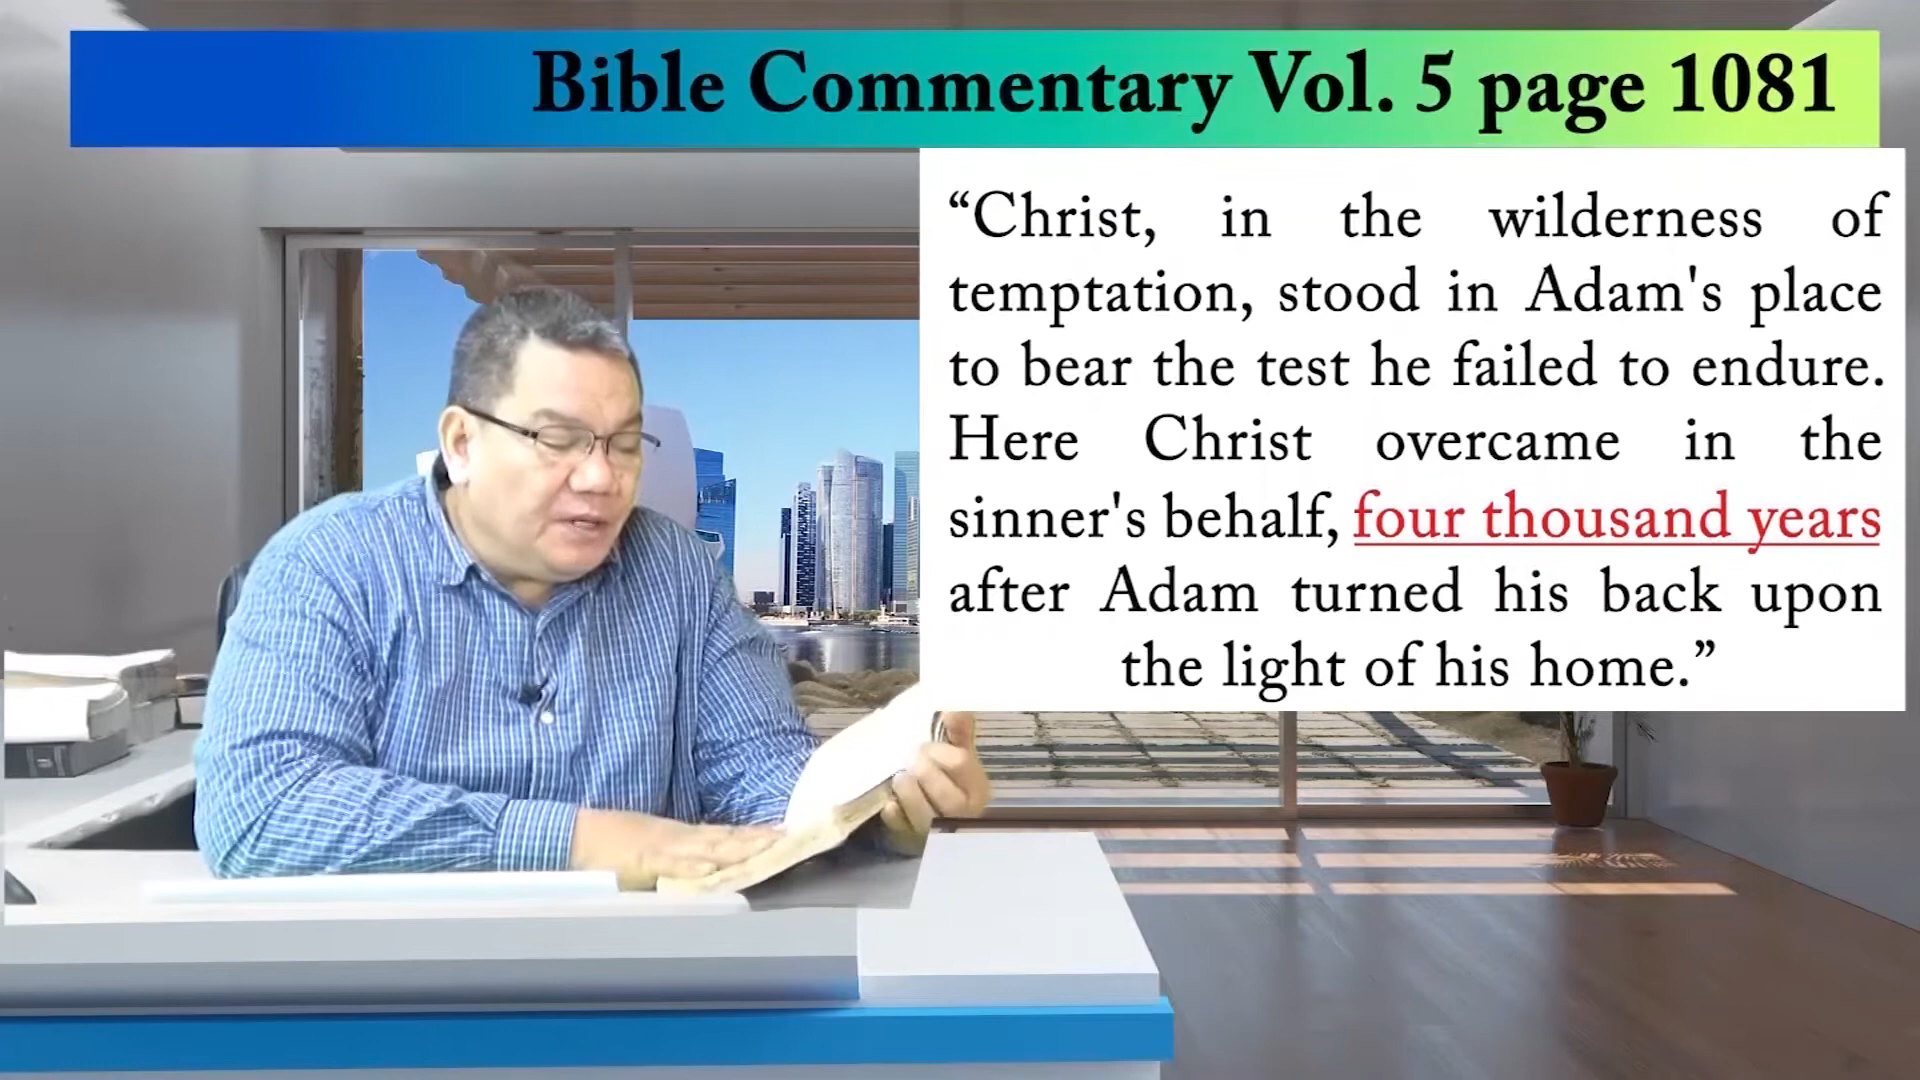 Bible Commentary Vol. 5 page 1081
“Christ, in the wilderness of
temptation, stood in Adam's place
to bear the test he failed to endure.
Here Christ overcame in the
sinner's behalf, four thousand years
after Adam turned his back upon
the light of his home.”